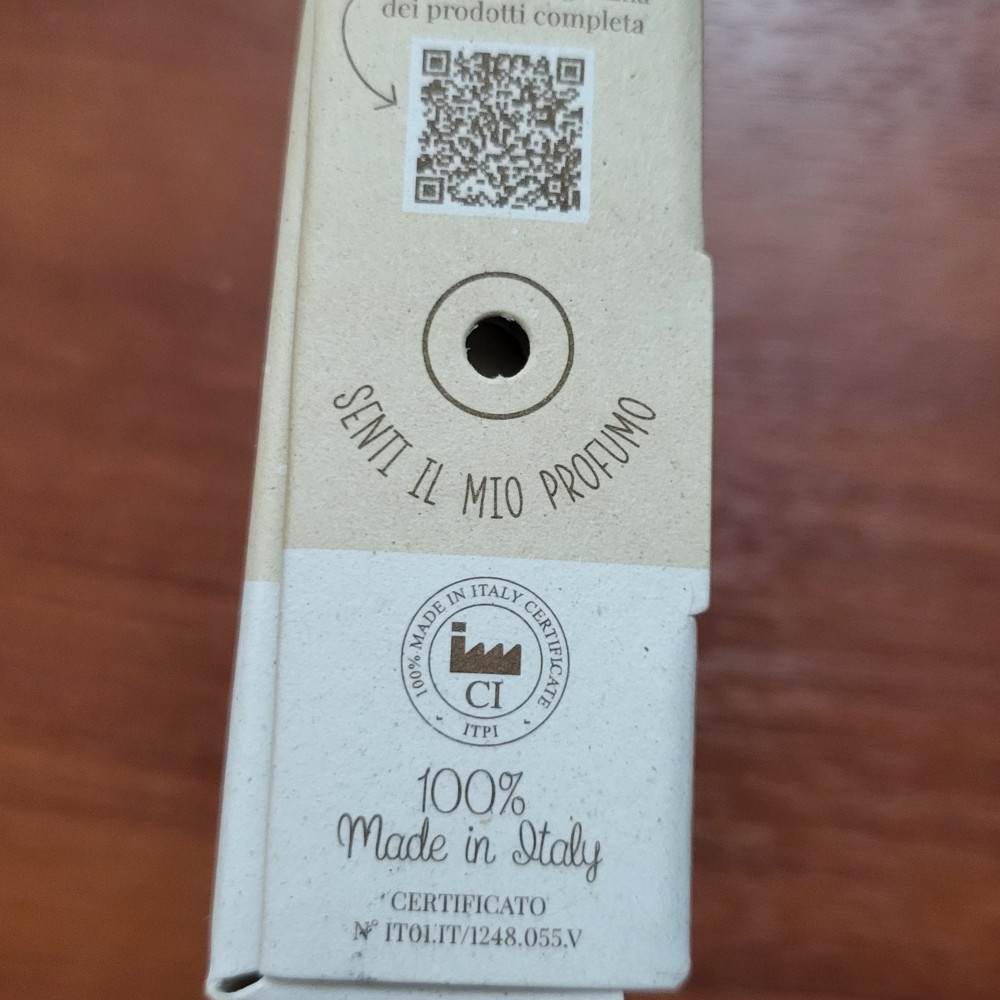 dei prodotti completa
SENTI IL MIO PROFUMO
100% MADE IN ITALY CERTIFICATE
CI
ITPI
100%
Made in Italy
CERTIFICATO
N° IT01.IT/1248.055.V